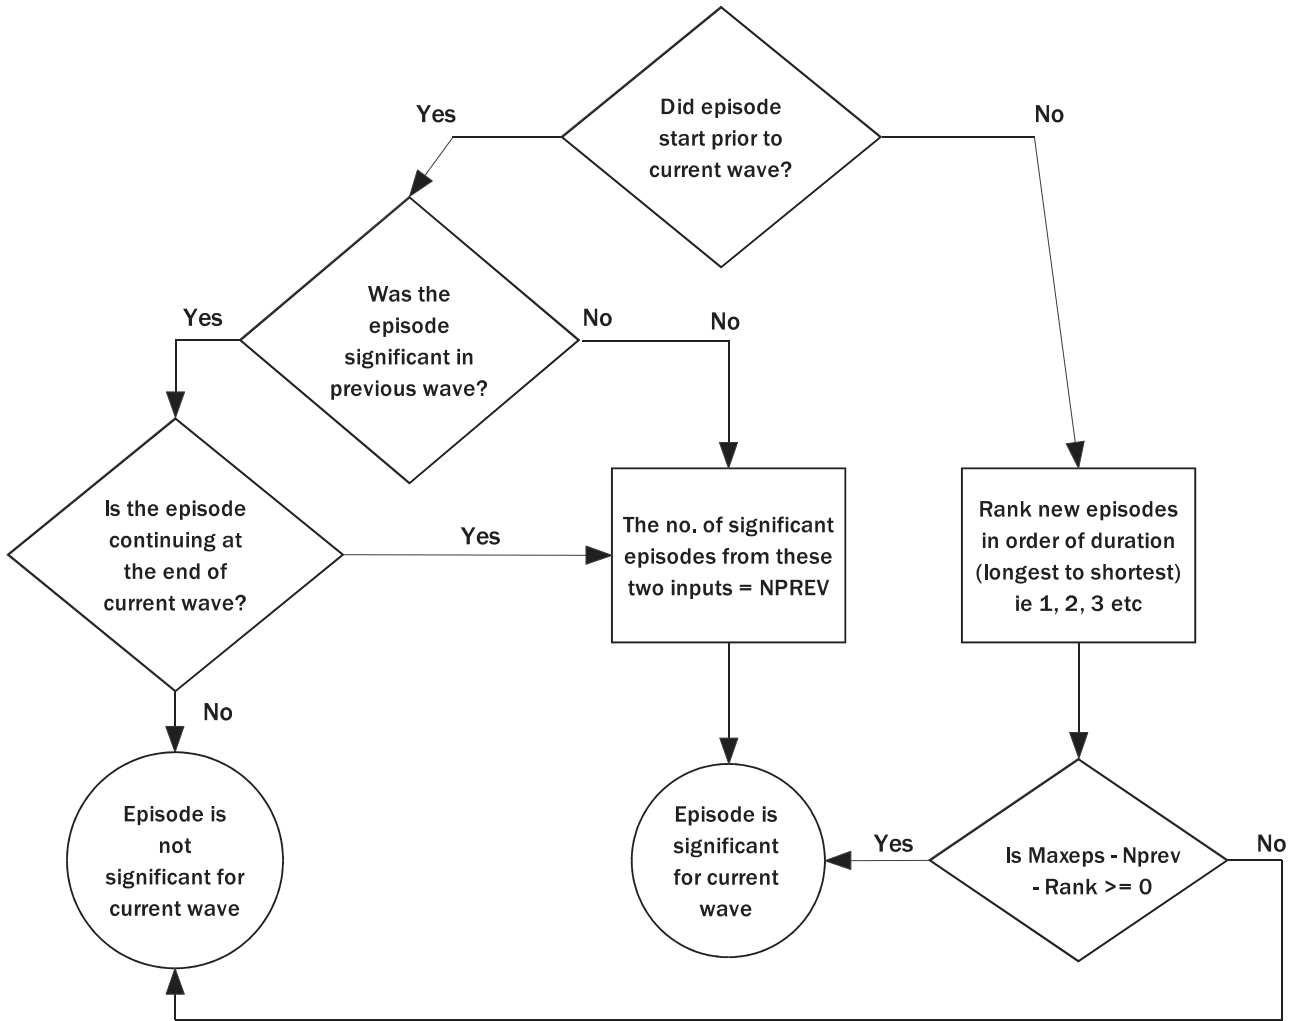 Did episode
start prior to
current wave?
Yes
No
Was the
episode
significant in
previous wave?
Yes
No
No
Is the episode
continuing at
the end of
current wave?
Yes
No
The no. of significant
episodes from these
two inputs = NPREV
Rank new episodes
in order of duration
(longest to shortest)
ie 1, 2, 3 etc
Episode is
not
significant for
current wave
Episode is
significant
for current
wave
Yes
Is Maxeps - Nprev
- Rank >= 0
No